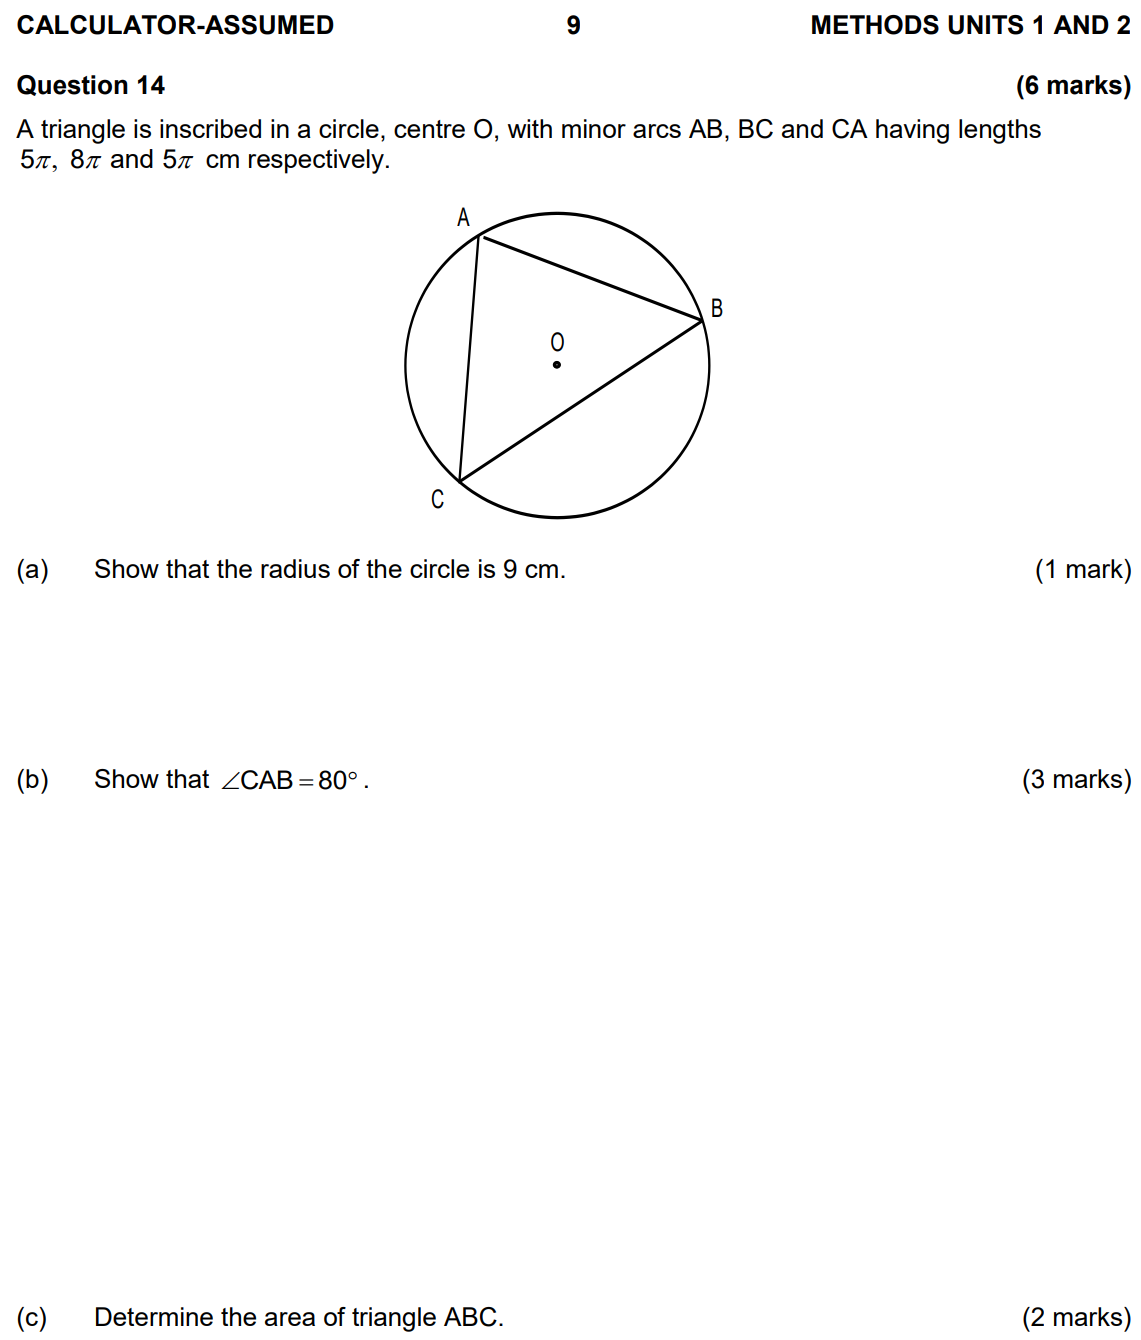 CALCULATOR-ASSUMED 9 METHODS UNITS 1 AND 2
Question 14 (6 marks)
A triangle is inscribed in a circle, centre O, with minor arcs AB, BC and CA having lengths
5π, 8π and 5π cm respectively.
A
B
O
C
(a) Show that the radius of the circle is 9 cm. (1 mark)
(b) Show that ∠CAB = 80°. (3 marks)
(c) Determine the area of triangle ABC. (2 marks)